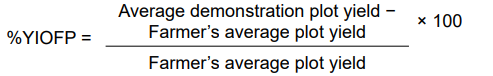 Average demonstration plot yield −
Farmer’s average plot yield
× 100
%YIOFP =
Farmer’s average plot yield